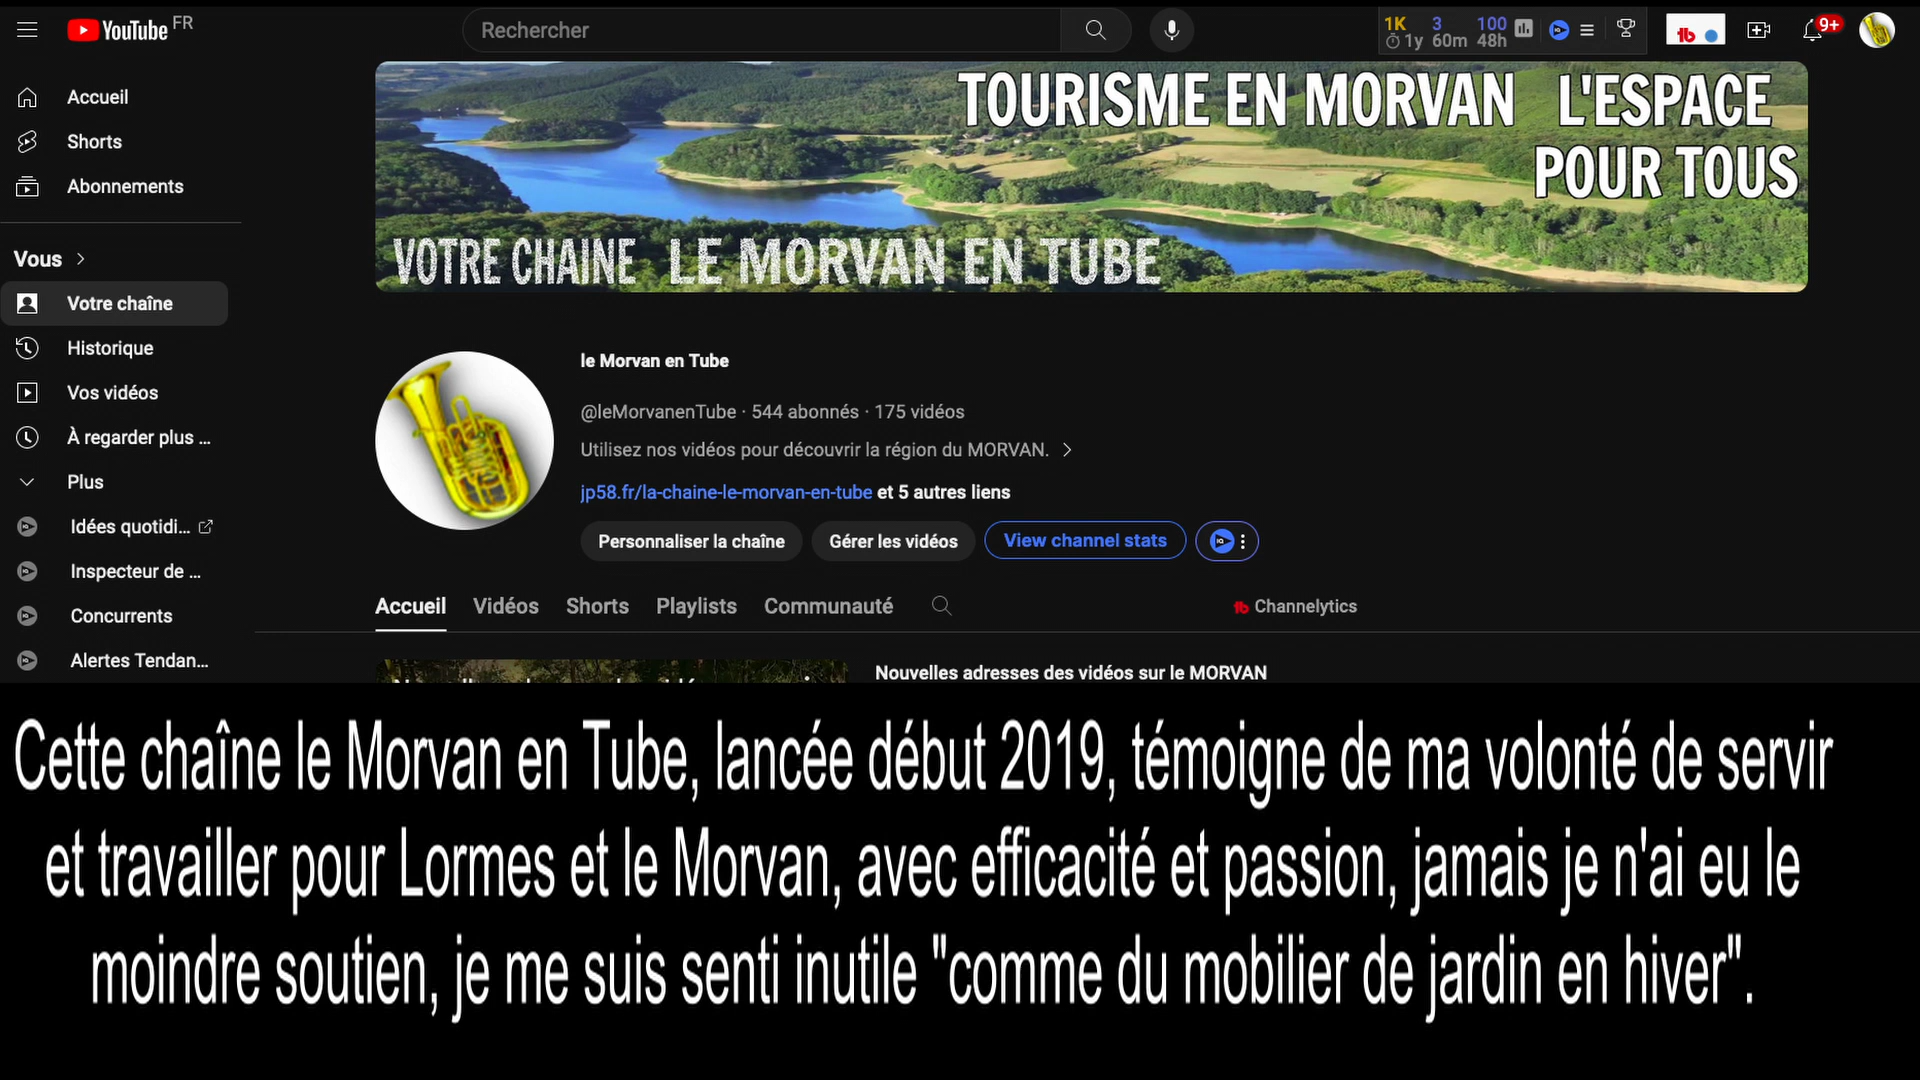 YouTube FR
Rechercher
1K 3 100
1y 60m 48h
9+
Accueil
Shorts
Abonnements
Vous
Votre chaîne
Historique
Vos vidéos
À regarder plus ...
Plus
Idées quotidi...
Inspecteur de ...
Concurrents
Alertes Tendan...
TOURISME EN MORVAN L'ESPACE
POUR TOUS
VOTRE CHAINE LE MORVAN EN TUBE
le Morvan en Tube
@leMorvanenTube · 544 abonnés · 175 vidéos
Utilisez nos vidéos pour découvrir la région du MORVAN.
jp58.fr/la-chaine-le-morvan-en-tube et 5 autres liens
Personnaliser la chaîne Gérer les vidéos View channel stats
Accueil Vidéos Shorts Playlists Communauté Channelytics
Nouvelles adresses des vidéos sur le MORVAN
Cette chaîne le Morvan en Tube, lancée début 2019, témoigne de ma volonté de servir
et travailler pour Lormes et le Morvan, avec efficacité et passion, jamais je n'ai eu le
moindre soutien, je me suis senti inutile "comme du mobilier de jardin en hiver".